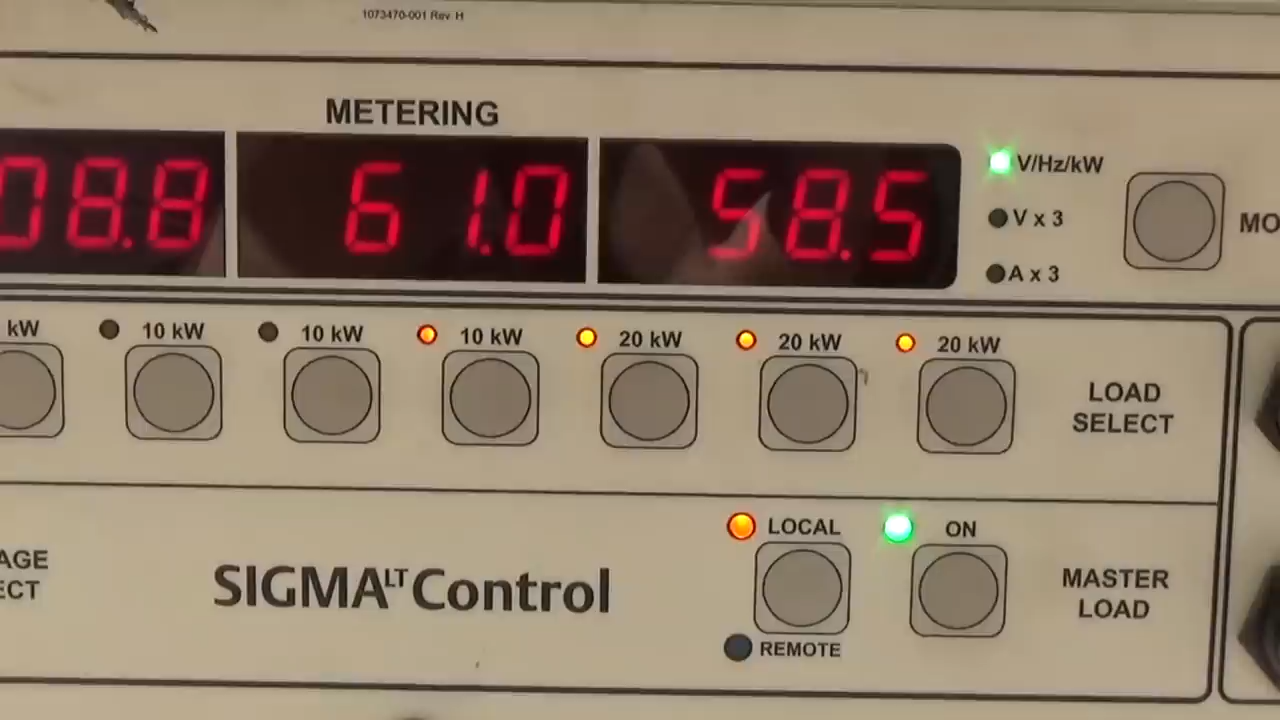 1073470-001 Rev H
METERING
08.8 61.0 58.5
V/Hz/kW
V x 3
A x 3
MO
kW 10 kW 10 kW 10 kW 20 kW 20 kW 20 kW
LOAD
SELECT
AGE
ECT
SIGMA LT Control
LOCAL
REMOTE
ON
MASTER
LOAD